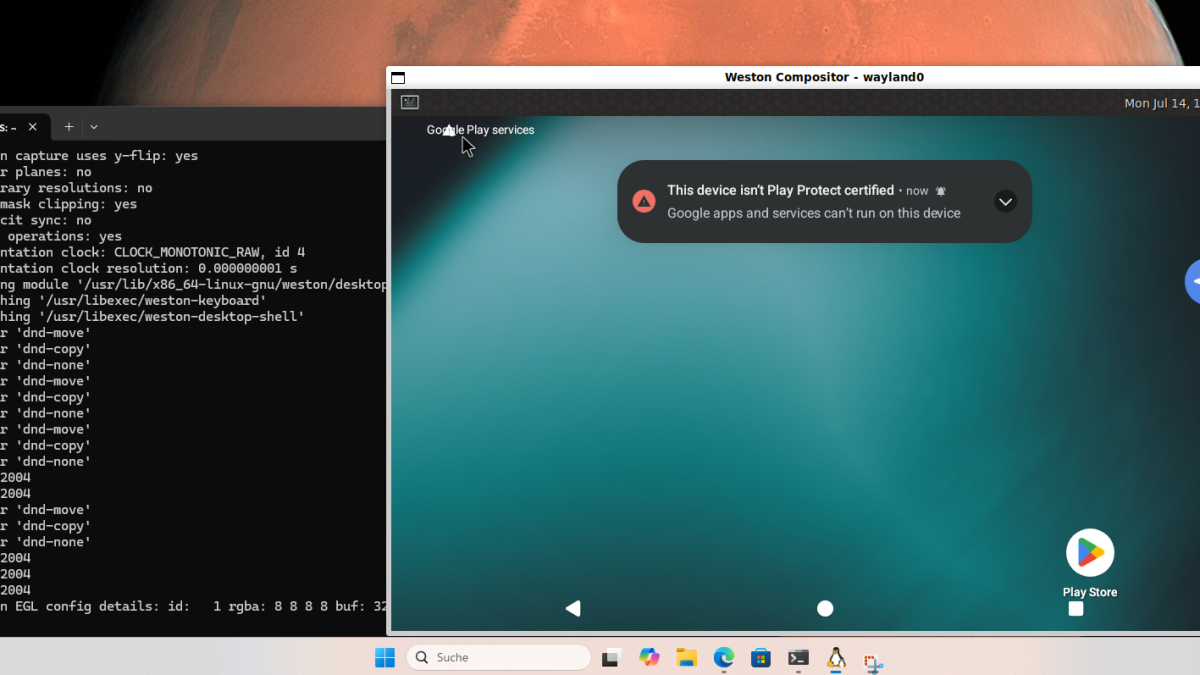 Weston Compositor - wayland0
Mon Jul 14, 1
s: ~
n capture uses y-flip: yes
r planes: no
rary resolutions: no
mask clipping: yes
cit sync: no
operations: yes
ntation clock: CLOCK_MONOTONIC_RAW, id 4
ntation clock resolution: 0.000000001 s
ng module '/usr/lib/x86_64-linux-gnu/weston/desktop
hing '/usr/libexec/weston-keyboard'
hing '/usr/libexec/weston-desktop-shell'
r 'dnd-move'
r 'dnd-copy'
r 'dnd-none'
r 'dnd-move'
r 'dnd-copy'
r 'dnd-none'
r 'dnd-move'
r 'dnd-copy'
r 'dnd-none'
2004
2004
r 'dnd-move'
r 'dnd-copy'
r 'dnd-none'
2004
2004
2004
n EGL config details: id:   1 rgba: 8 8 8 8 buf: 32
Google Play services
This device isn't Play Protect certified • now
Google apps and services can't run on this device
Play Store
Suche